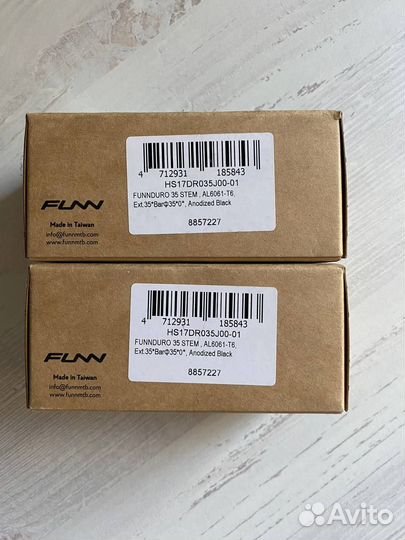 4 712931 185843
HS17DR035J00-01
FUNNDURO 35 STEM , AL6061-T6,
Ext:35*BarΦ35*0°, Anodized Black
8857227
FUNN
Made in Taiwan
info@funnmtb.com
www.funnmtb.com
4 712931 185843
HS17DR035J00-01
FUNNDURO 35 STEM , AL6061-T6,
Ext:35*BarΦ35*0°, Anodized Black
8857227
FUNN
Made in Taiwan
info@funnmtb.com
www.funnmtb.com
Avito